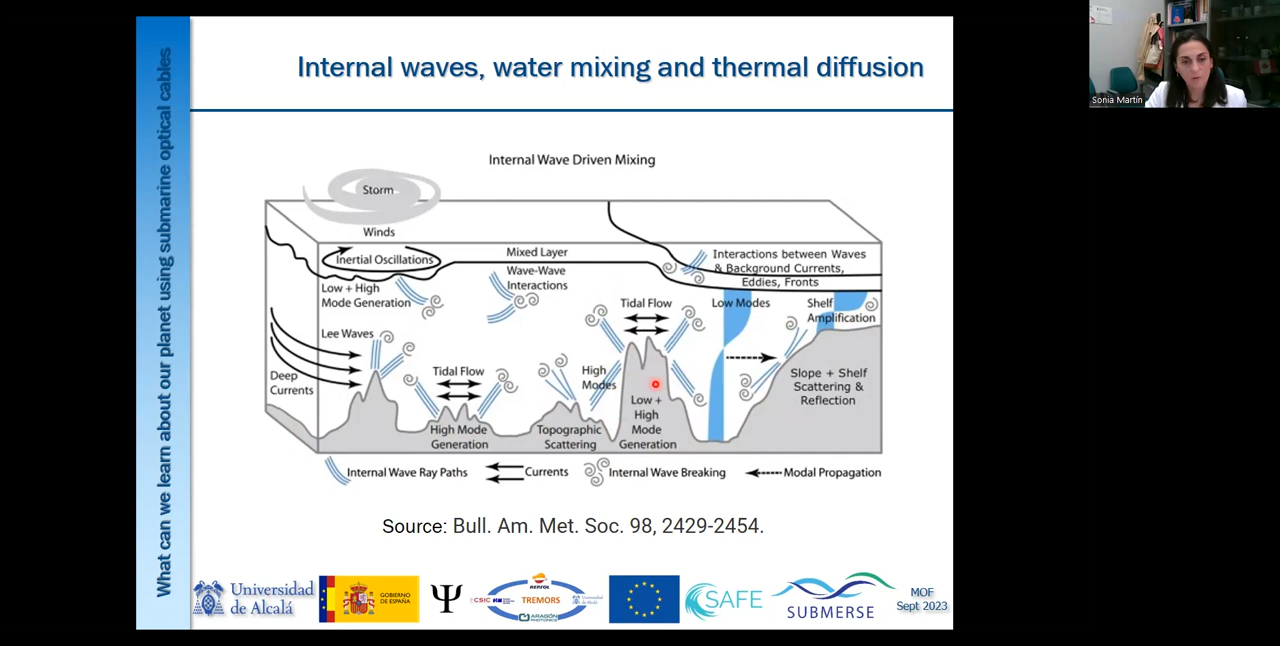 What can we learn about our planet using submarine optical cables
Internal waves, water mixing and thermal diffusion
Internal Wave Driven Mixing
Storm
Winds
Inertial Oscillations
Mixed Layer
Interactions between Waves
& Background Currents,
Eddies, Fronts
Low + High
Mode Generation
Wave-Wave
Interactions
Tidal Flow
Low Modes
Shelf
Amplification
Lee Waves
Deep
Currents
Tidal Flow
High
Modes
Slope + Shelf
Scattering &
Reflection
High Mode
Generation
Topographic
Scattering
Low +
High
Mode
Generation
Internal Wave Ray Paths
Currents
Internal Wave Breaking
Modal Propagation
Source: Bull. Am. Met. Soc. 98, 2429-2454.
Universidad
de Alcalá
GOBIERNO
DE ESPAÑA
Ψ
REPSOL
CSIC
TREMORS
ARAGÓN
PHOTONICS
SAFE
SUBMERSE
MOF
Sept 2023
Sonia Martín